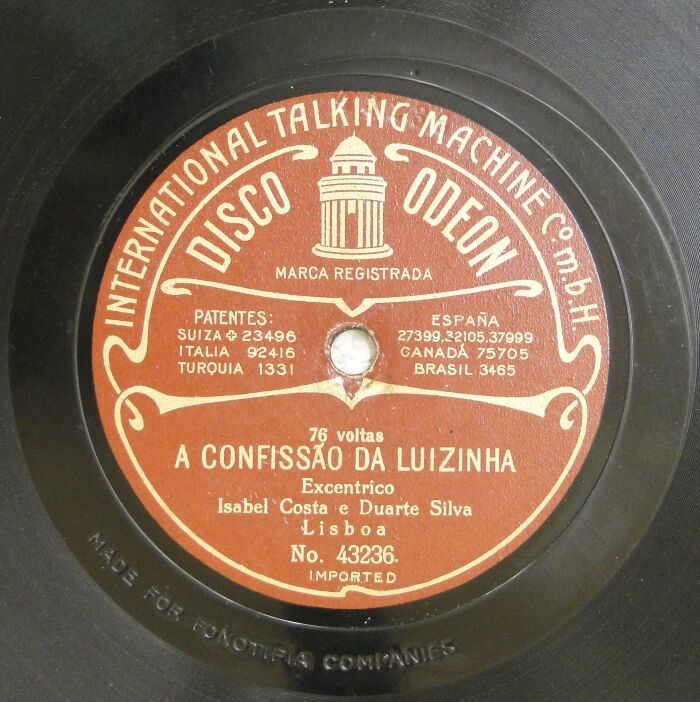 INTERNATIONAL TALKING MACHINE Co. m.b.H.
DISCO ODEON
MARCA REGISTRADA
PATENTES:
SUIZA ✚ 23496
ITALIA 92416
TURQUIA 1331
ESPAÑA
27399,32105,37999
CANADÁ 75705
BRASIL 3465
76 voltas
A CONFISSÃO DA LUIZINHA
Excentrico
Isabel Costa e Duarte Silva
Lisboa
No. 43236.
IMPORTED
MADE FOR FONOTIPIA COMPANIES